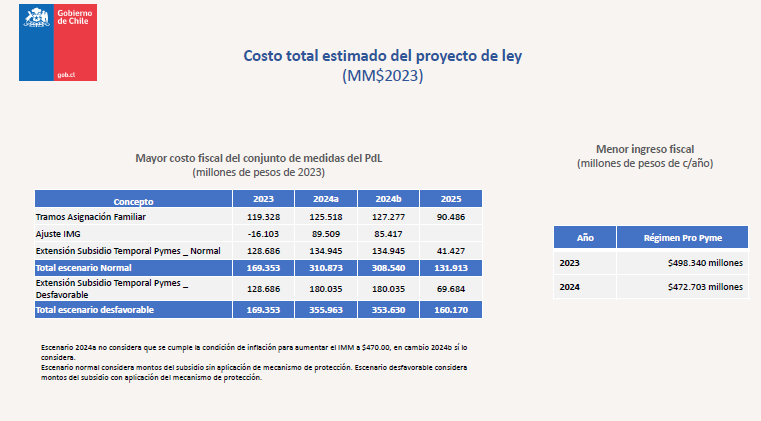 Gobierno
de Chile
gob.cl
Costo total estimado del proyecto de ley
(MM$2023)
Mayor costo fiscal del conjunto de medidas del PdL
(millones de pesos de 2023)
Concepto 2023 2024a 2024b 2025
Tramos Asignación Familiar 119.328 125.518 127.277 90.486
Ajuste IMG -16.103 89.509 85.417
Extensión Subsidio Temporal Pymes _ Normal 128.686 134.945 134.945 41.427
Total escenario Normal 169.353 310.873 308.540 131.913
Extensión Subsidio Temporal Pymes _
Desfavorable 128.686 180.035 180.035 69.684
Total escenario desfavorable 169.353 355.963 353.630 160.170
Escenario 2024a no considera que se cumple la condición de inflación para aumentar el IMM a $470.00, en cambio 2024b sí lo
considera.
Escenario normal considera montos del subsidio sin aplicación de mecanismo de protección. Escenario desfavorable considera
montos del subsidio con aplicación del mecanismo de protección.
Menor ingreso fiscal
(millones de pesos de c/año)
Año Régimen Pro Pyme
2023 $498.340 millones
2024 $472.703 millones